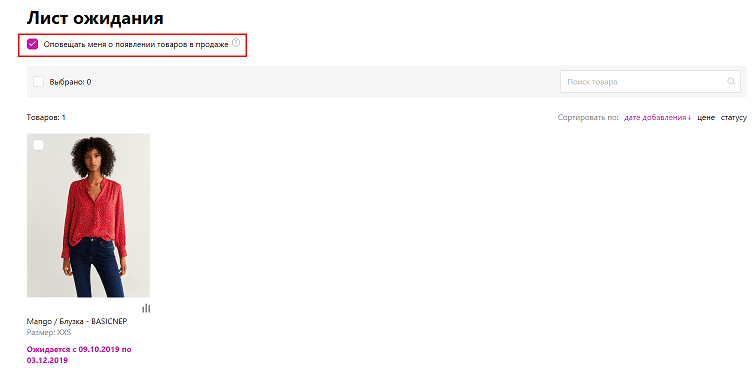 Лист ожидания
Оповещать меня о появлении товаров в продаже ?
Выбрано: 0
Поиск товара
Товаров: 1
Сортировать по: дате добавления ↓ цене статусу
Mango / Блузка - BASICNEP
Размер: XXS
Ожидается с 09.10.2019 по
03.12.2019